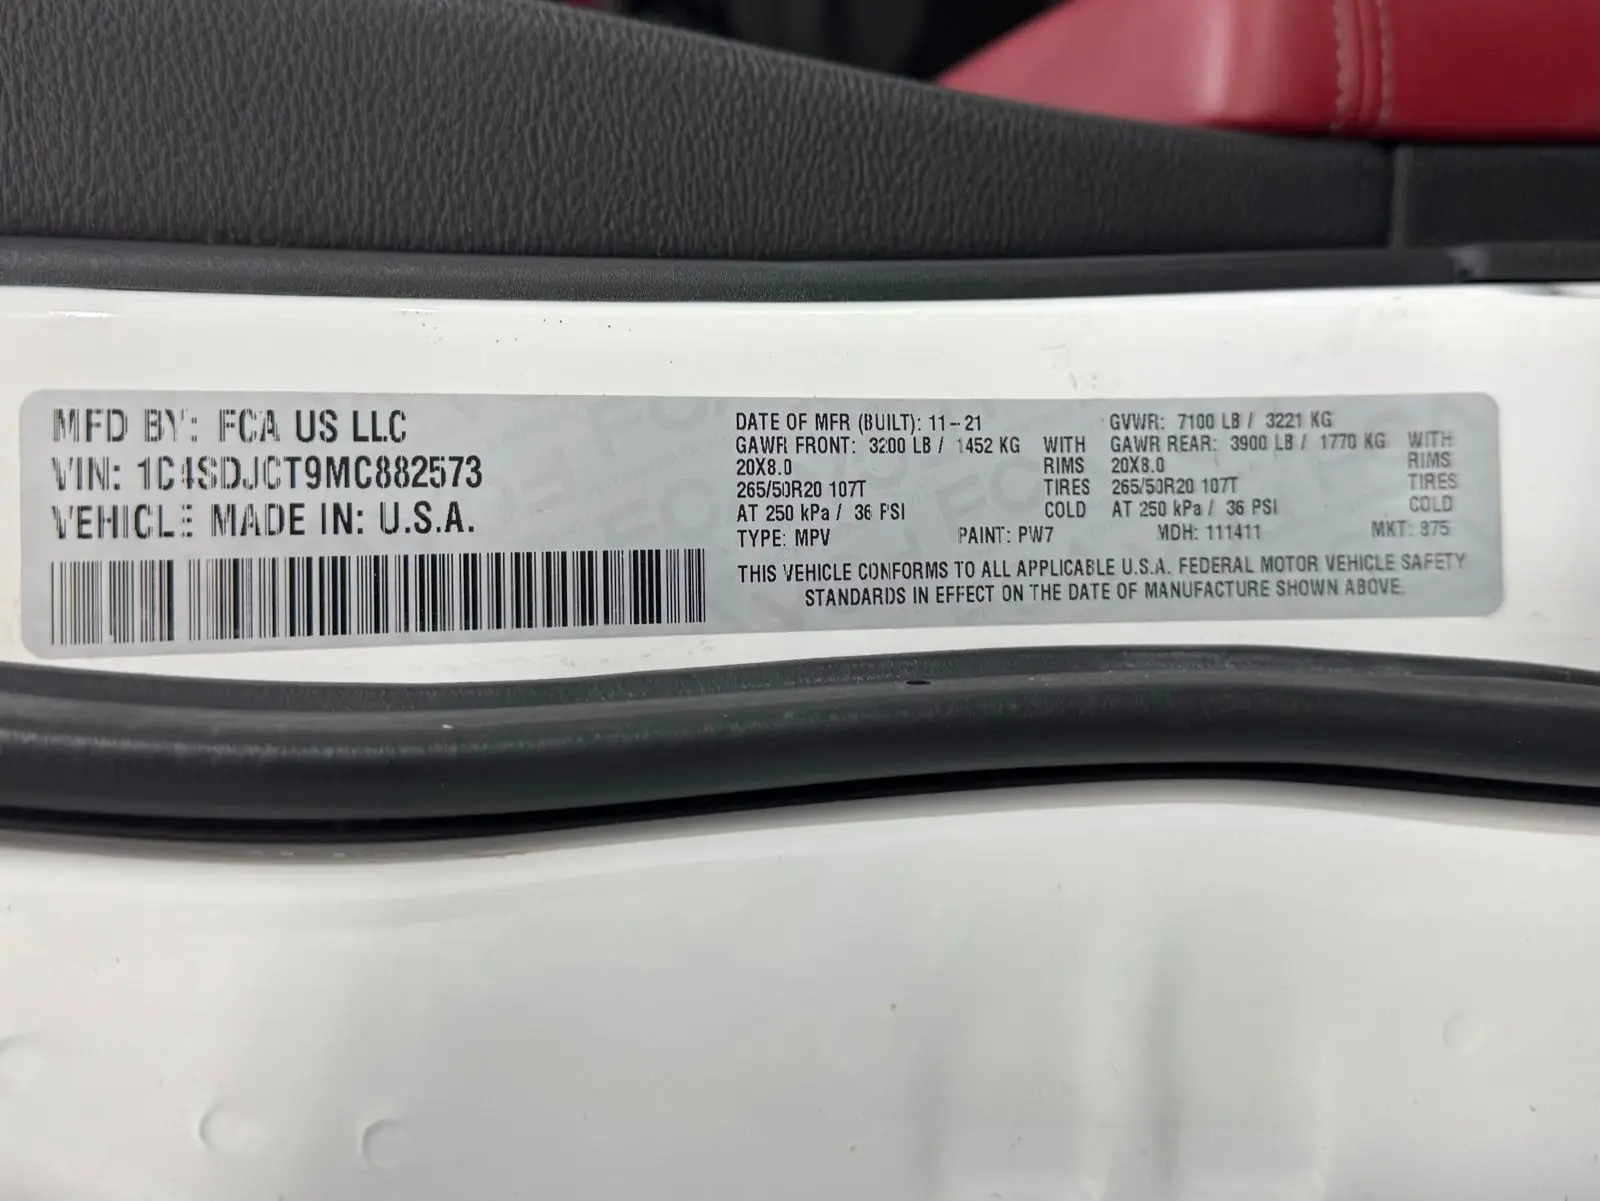 MFD BY: FCA US LLC
VIN: 1C4SDJCT9MC882573
VEHICLE MADE IN: U.S.A.
DATE OF MFR (BUILT): 11-21 GVWR: 7100 LB / 3221 KG
GAWR FRONT: 3200 LB / 1452 KG WITH GAWR REAR: 3900 LB / 1770 KG WITH
20X8.0 RIMS 20X8.0 RIMS
265/50R20 107T TIRES 265/50R20 107T TIRES
AT 250 kPa / 36 PSI COLD AT 250 kPa / 36 PSI COLD
TYPE: MPV PAINT: PW7 MDH: 111411 MKT: 875
THIS VEHICLE CONFORMS TO ALL APPLICABLE U.S.A. FEDERAL MOTOR VEHICLE SAFETY
STANDARDS IN EFFECT ON THE DATE OF MANUFACTURE SHOWN ABOVE.